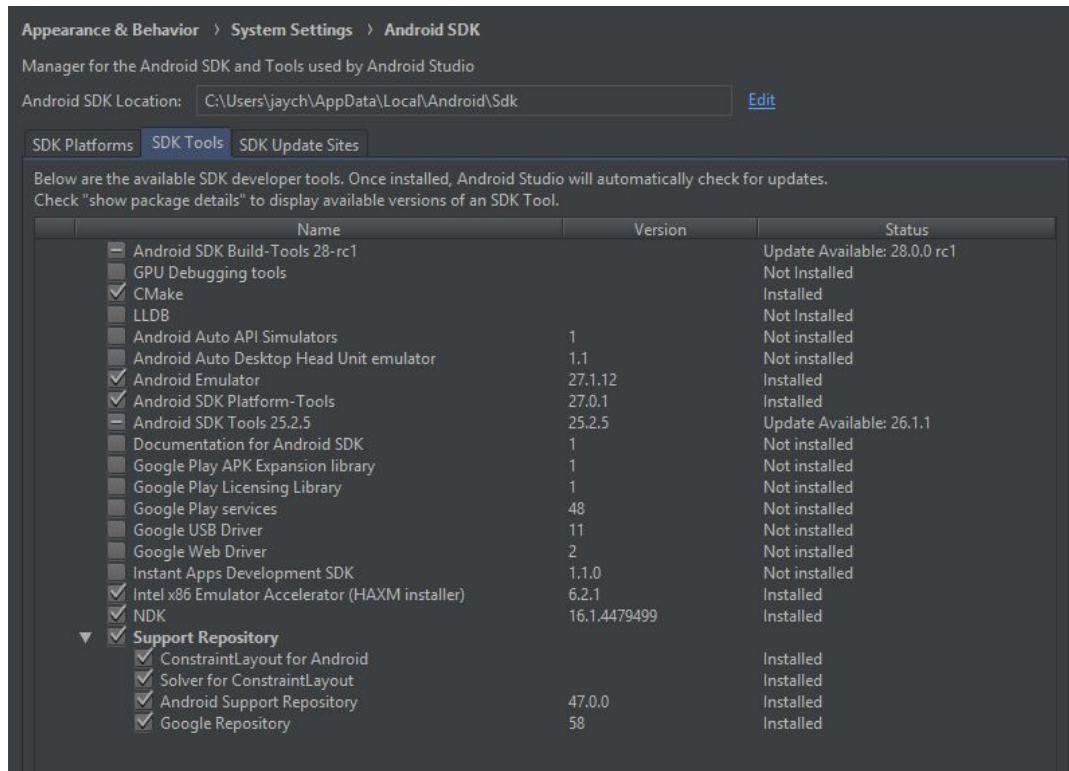 Appearance & Behavior › System Settings › Android SDK
Manager for the Android SDK and Tools used by Android Studio
Android SDK Location: C:\Users\jaych\AppData\Local\Android\Sdk Edit
SDK Platforms SDK Tools SDK Update Sites
Below are the available SDK developer tools. Once installed, Android Studio will automatically check for updates.
Check "show package details" to display available versions of an SDK Tool.
Name Version Status
Android SDK Build-Tools 28-rc1 Update Available: 28.0.0 rc1
GPU Debugging tools Not Installed
CMake Installed
LLDB Not Installed
Android Auto API Simulators 1 Not installed
Android Auto Desktop Head Unit emulator 1.1 Not installed
Android Emulator 27.1.12 Installed
Android SDK Platform-Tools 27.0.1 Installed
Android SDK Tools 25.2.5 25.2.5 Update Available: 26.1.1
Documentation for Android SDK 1 Not installed
Google Play APK Expansion library 1 Not installed
Google Play Licensing Library 1 Not installed
Google Play services 48 Not installed
Google USB Driver 11 Not installed
Google Web Driver 2 Not installed
Instant Apps Development SDK 1.1.0 Not installed
Intel x86 Emulator Accelerator (HAXM installer) 6.2.1 Installed
NDK 16.1.4479499 Installed
Support Repository
ConstraintLayout for Android Installed
Solver for ConstraintLayout Installed
Android Support Repository 47.0.0 Installed
Google Repository 58 Installed